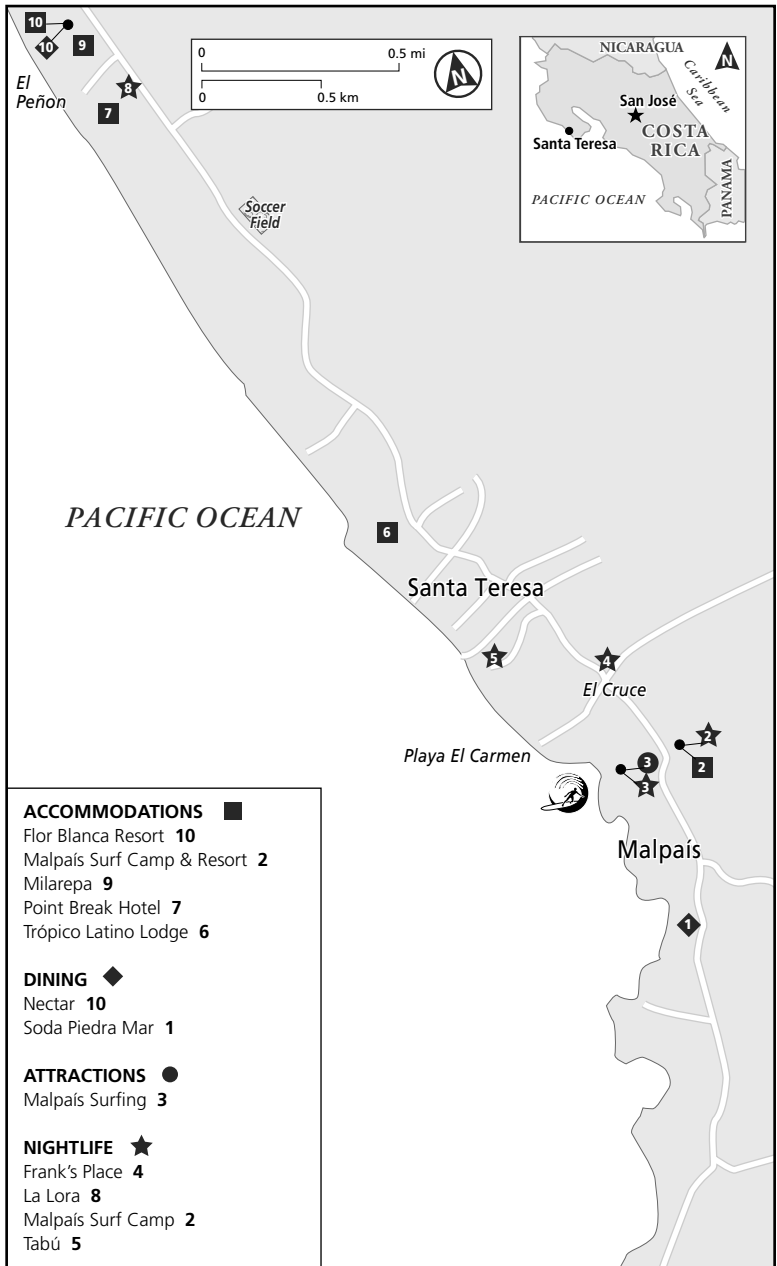 10
10
9
El
Peñon
8
7
0
0.5 mi
0
0.5 km
N
NICARAGUA
N
Caribbean
Sea
San José
COSTA
RICA
Santa Teresa
PANAMA
PACIFIC OCEAN
Soccer
Field
PACIFIC OCEAN
6
Santa Teresa
5
4
El Cruce
2
2
Playa El Carmen
3
3
Malpaís
1
ACCOMMODATIONS
Flor Blanca Resort 10
Malpaís Surf Camp & Resort 2
Milarepa 9
Point Break Hotel 7
Trópico Latino Lodge 6
DINING
Nectar 10
Soda Piedra Mar 1
ATTRACTIONS
Malpaís Surfing 3
NIGHTLIFE
Frank's Place 4
La Lora 8
Malpaís Surf Camp 2
Tabú 5